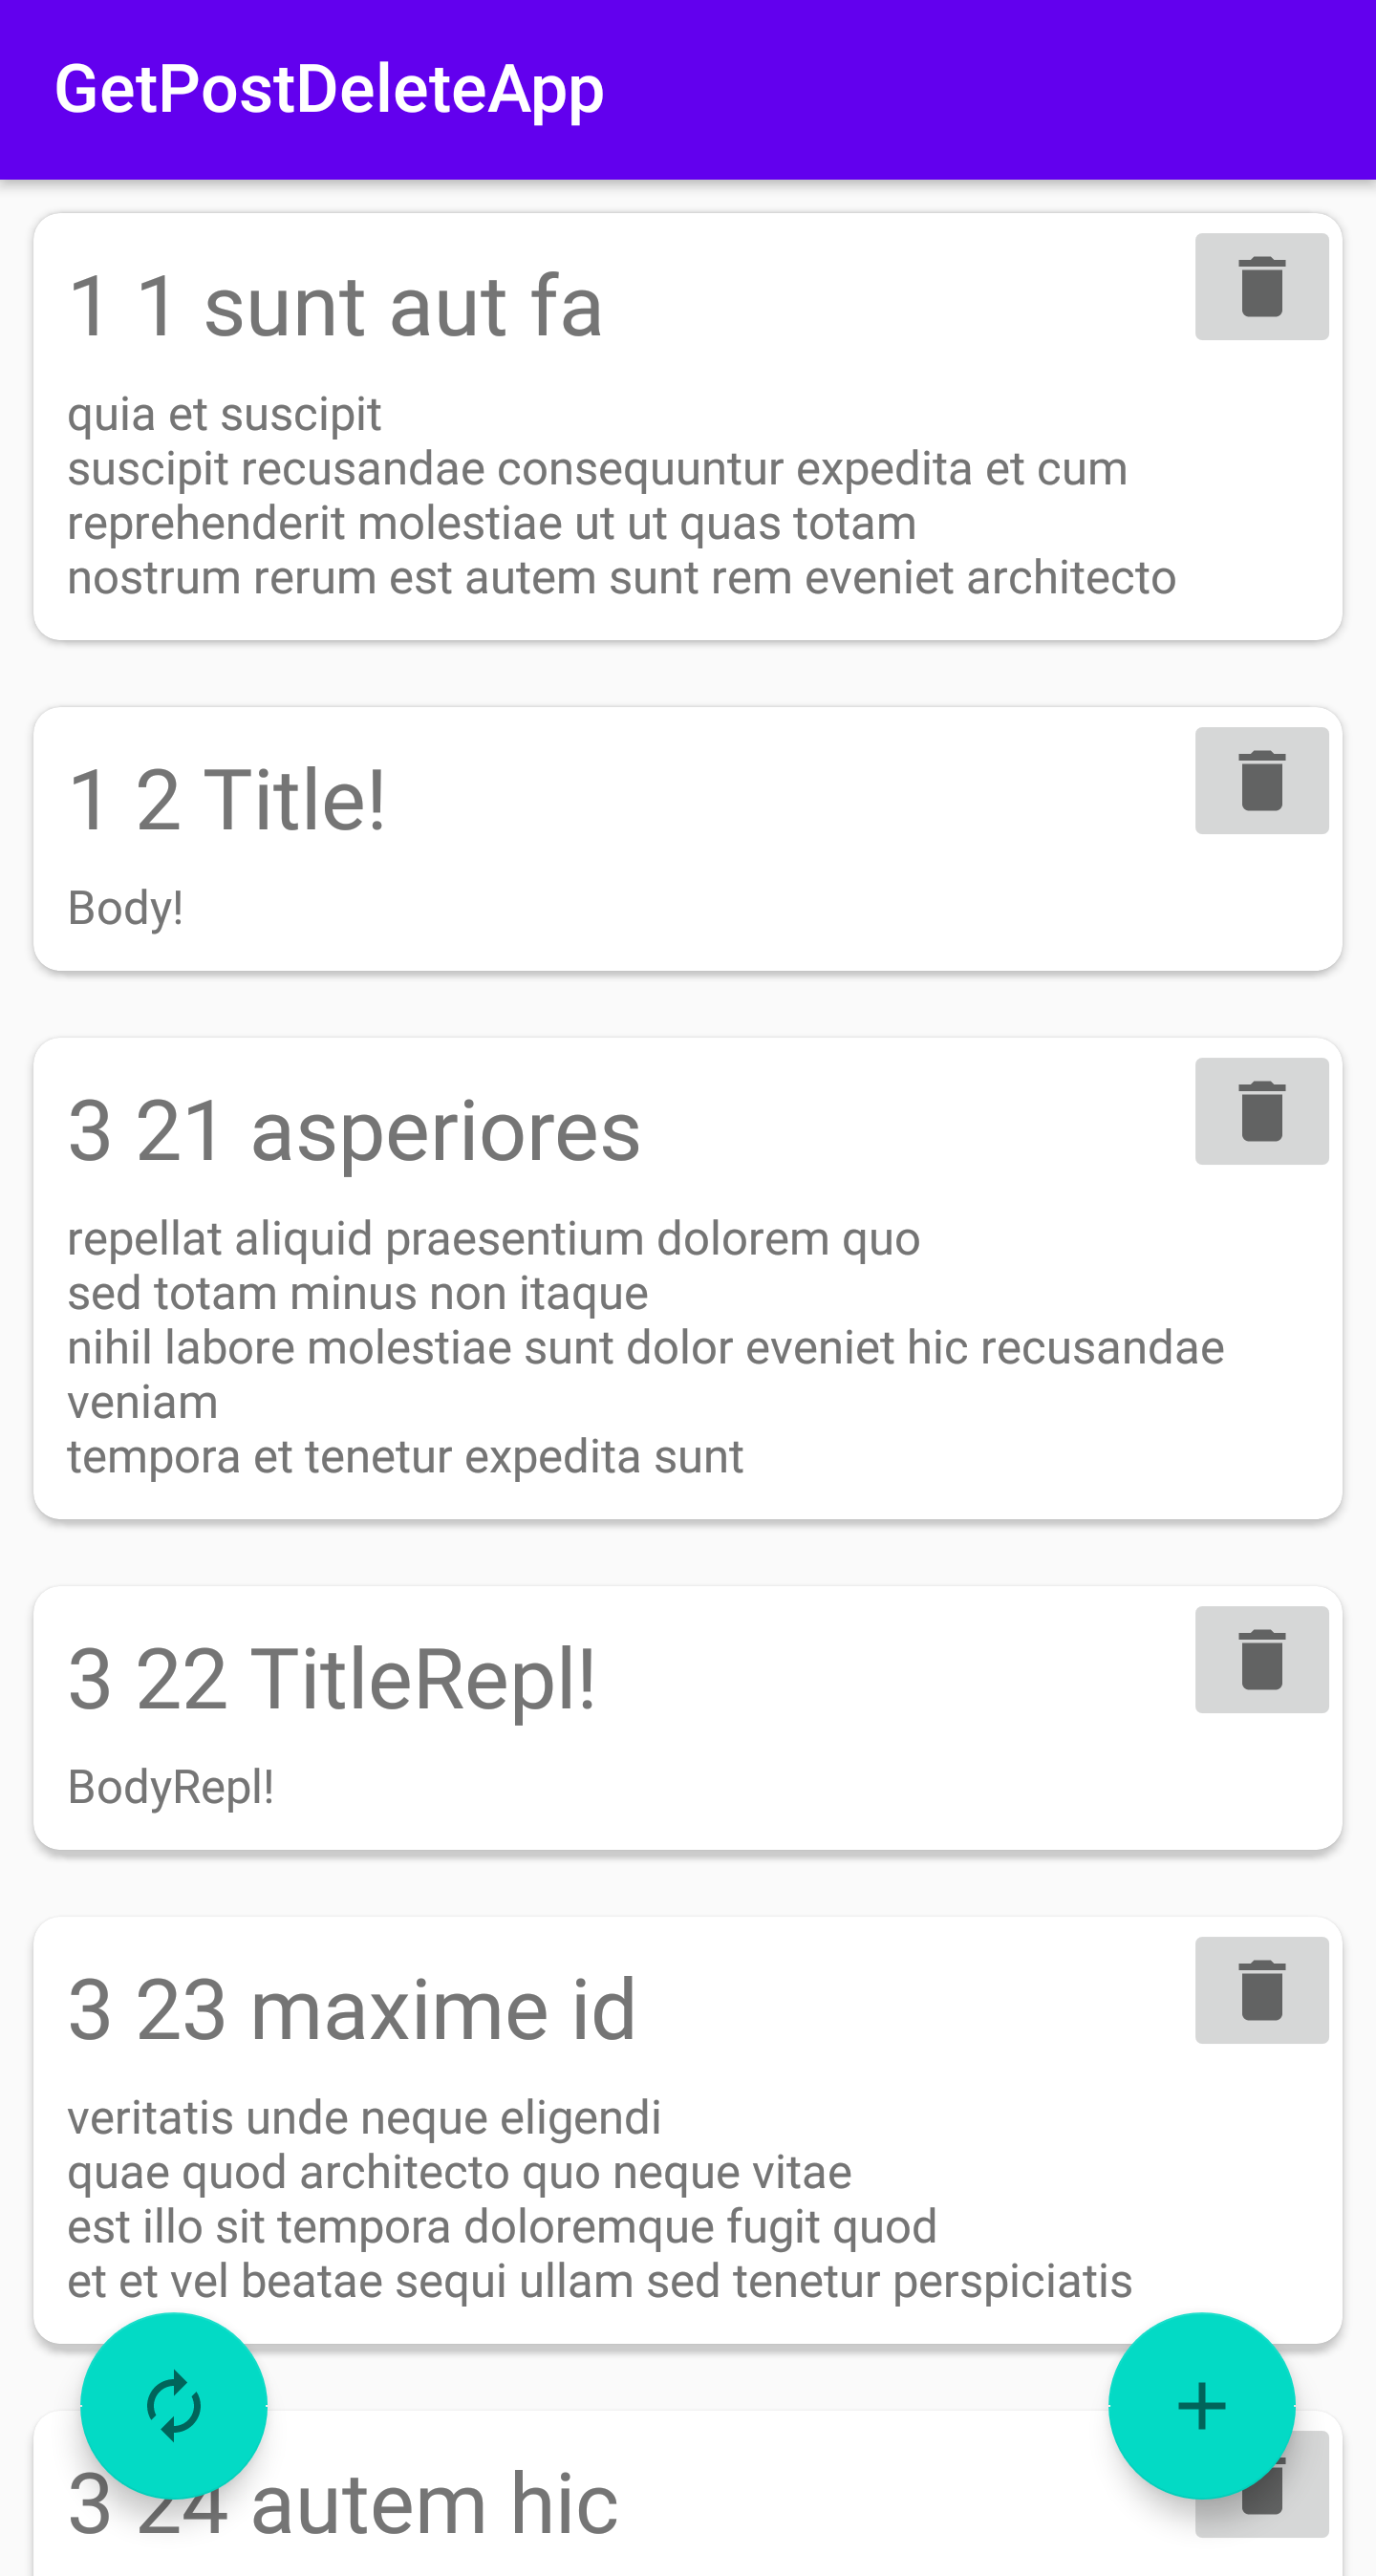 GetPostDeleteApp
1 1 sunt aut fa
quia et suscipit
suscipit recusandae consequuntur expedita et cum
reprehenderit molestiae ut ut quas totam
nostrum rerum est autem sunt rem eveniet architecto
1 2 Title!
Body!
3 21 asperiores
repellat aliquid praesentium dolorem quo
sed totam minus non itaque
nihil labore molestiae sunt dolor eveniet hic recusandae
veniam
tempora et tenetur expedita sunt
3 22 TitleRepl!
BodyRepl!
3 23 maxime id
veritatis unde neque eligendi
quae quod architecto quo neque vitae
est illo sit tempora doloremque fugit quod
et et vel beatae sequi ullam sed tenetur perspiciatis
3 24 autem hic